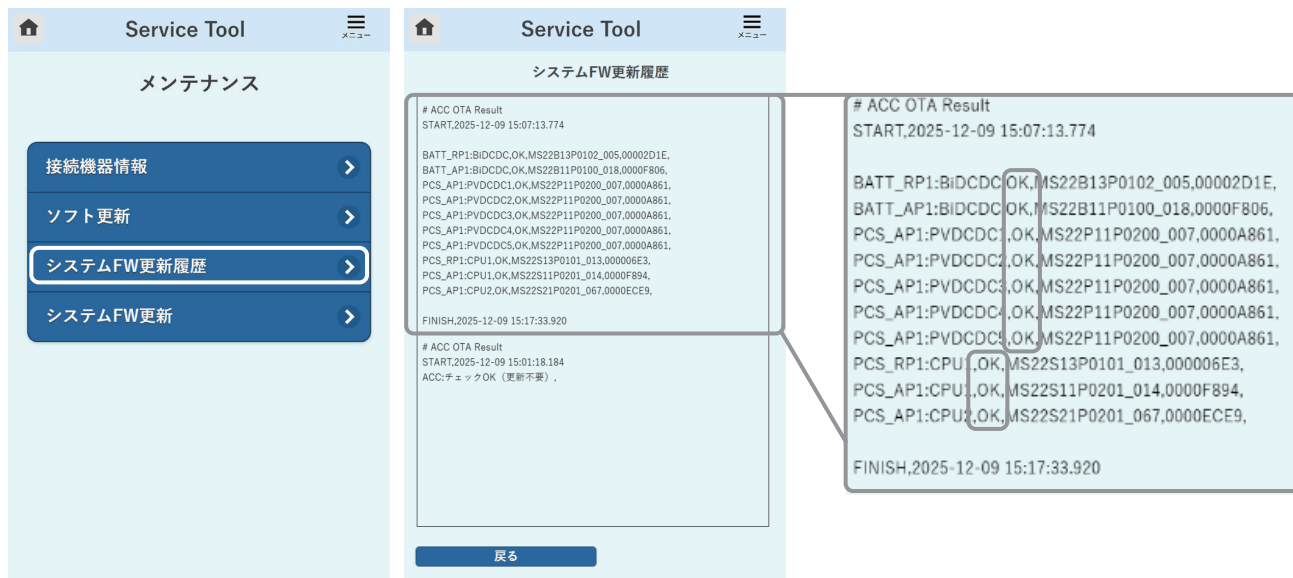 Service Tool
メニュー
メンテナンス
接続機器情報
ソフト更新
システムFW更新履歴
システムFW更新
Service Tool
メニュー
システムFW更新履歴
# ACC OTA Result
START,2025-12-09 15:07:13.774
BATT_RP1:BiDCDC,OK,MS22B13P0102_005,00002D1E,
BATT_AP1:BiDCDC,OK,MS22B11P0100_018,0000F806,
PCS_AP1:PVDCDC1,OK,MS22P11P0200_007,0000A861,
PCS_AP1:PVDCDC2,OK,MS22P11P0200_007,0000A861,
PCS_AP1:PVDCDC3,OK,MS22P11P0200_007,0000A861,
PCS_AP1:PVDCDC4,OK,MS22P11P0200_007,0000A861,
PCS_AP1:PVDCDC5,OK,MS22P11P0200_007,0000A861,
PCS_RP1:CPU1,OK,MS22S13P0101_013,000006E3,
PCS_AP1:CPU1,OK,MS22S11P0201_014,0000F894,
PCS_AP1:CPU2,OK,MS22S21P0201_067,0000ECE9,
FINISH,2025-12-09 15:17:33.920
# ACC OTA Result
START,2025-12-09 15:01:18.184
ACC:チェックOK（更新不要）,
戻る
# ACC OTA Result
START,2025-12-09 15:07:13.774
BATT_RP1:BiDCDC,OK,MS22B13P0102_005,00002D1E,
BATT_AP1:BiDCDC,OK,MS22B11P0100_018,0000F806,
PCS_AP1:PVDCDC1,OK,MS22P11P0200_007,0000A861,
PCS_AP1:PVDCDC2,OK,MS22P11P0200_007,0000A861,
PCS_AP1:PVDCDC3,OK,MS22P11P0200_007,0000A861,
PCS_AP1:PVDCDC4,OK,MS22P11P0200_007,0000A861,
PCS_AP1:PVDCDC5,OK,MS22P11P0200_007,0000A861,
PCS_RP1:CPU1,OK,MS22S13P0101_013,000006E3,
PCS_AP1:CPU1,OK,MS22S11P0201_014,0000F894,
PCS_AP1:CPU2,OK,MS22S21P0201_067,0000ECE9,
FINISH,2025-12-09 15:17:33.920